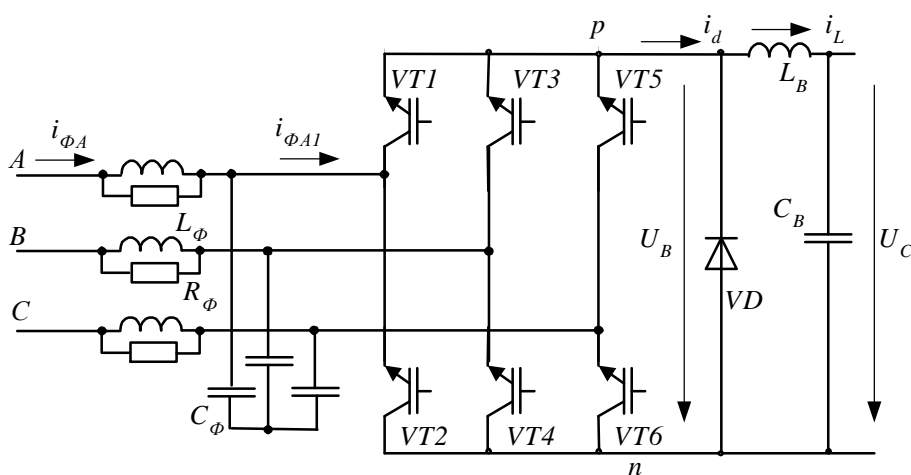 p
i_d
i_L
VT1
VT3
VT5
L_B
i_ΦA
i_ΦA1
A
L_Φ
B
R_Φ
C
U_B
VD
C_B
U_C
C_Φ
VT2
VT4
VT6
n